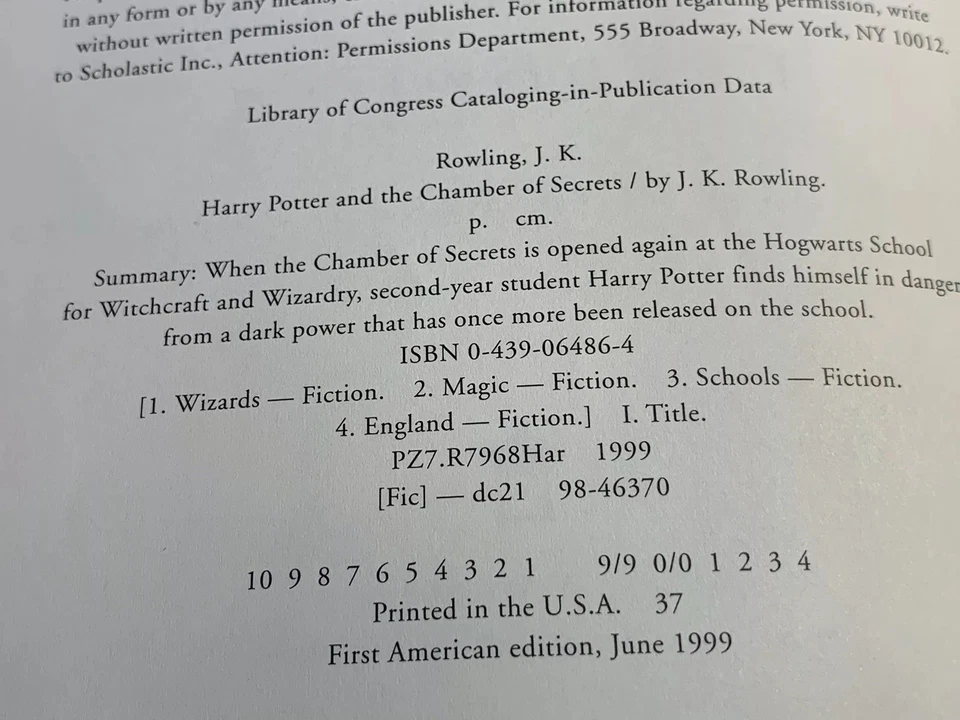 in any form or by any means,
without written permission of the publisher. For information regarding permission, write
to Scholastic Inc., Attention: Permissions Department, 555 Broadway, New York, NY 10012.
Library of Congress Cataloging-in-Publication Data
Rowling, J. K.
Harry Potter and the Chamber of Secrets / by J. K. Rowling.
p. cm.
Summary: When the Chamber of Secrets is opened again at the Hogwarts School
for Witchcraft and Wizardry, second-year student Harry Potter finds himself in danger
from a dark power that has once more been released on the school.
ISBN 0-439-06486-4
[1. Wizards — Fiction. 2. Magic — Fiction. 3. Schools — Fiction.
4. England — Fiction.] I. Title.
PZ7.R7968Har 1999
[Fic] — dc21 98-46370
10 9 8 7 6 5 4 3 2 1 9/9 0/0 1 2 3 4
Printed in the U.S.A. 37
First American edition, June 1999